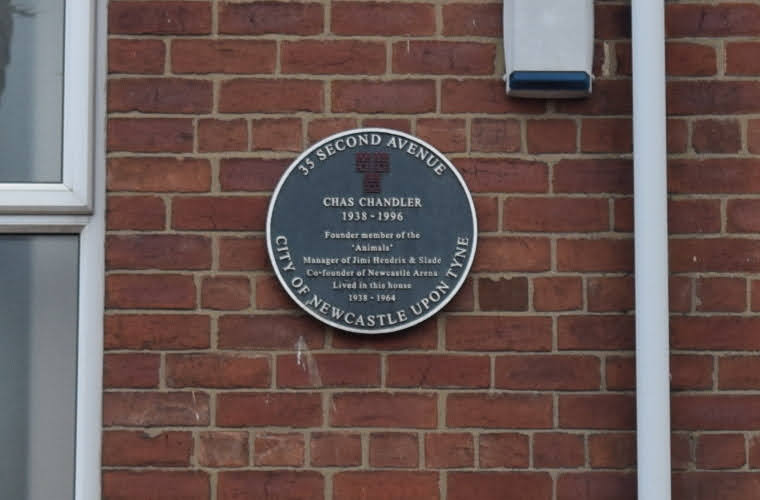 35 SECOND AVENUE
CHAS CHANDLER
1938 - 1996
Founder member of the
'Animals'
Manager of Jimi Hendrix & Slade
Co-founder of Newcastle Arena
Lived in this house
1938 - 1964
CITY OF NEWCASTLE UPON TYNE